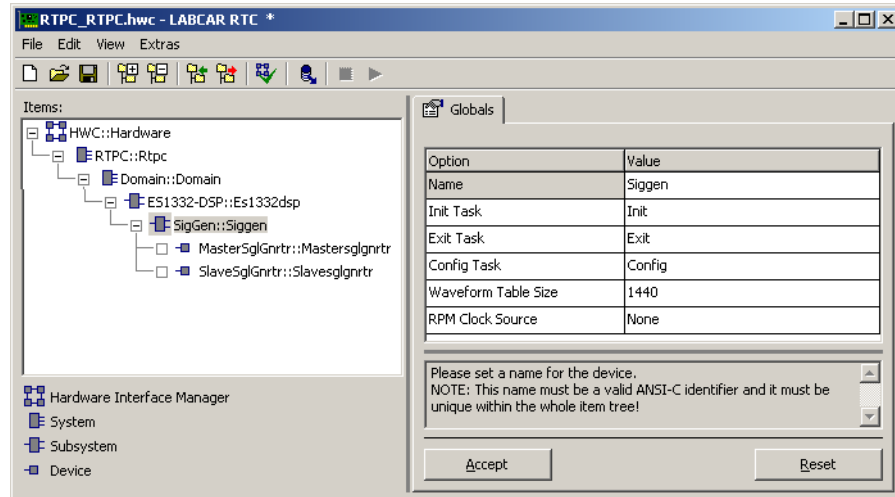 RTPC_RTPC.hwc - LABCAR RTC *
File Edit View Extras
Items:
HWC::Hardware
RTPC::Rtpc
Domain::Domain
ES1332-DSP::Es1332dsp
SigGen::Siggen
MasterSglGnrtr::Mastersglgnrtr
SlaveSglGnrtr::Slavesglgnrtr
Hardware Interface Manager
System
Subsystem
Device
Globals
Option Value
Name Siggen
Init Task Init
Exit Task Exit
Config Task Config
Waveform Table Size 1440
RPM Clock Source None
Please set a name for the device.
NOTE: This name must be a valid ANSI-C identifier and it must be
unique within the whole item tree!
Accept Reset